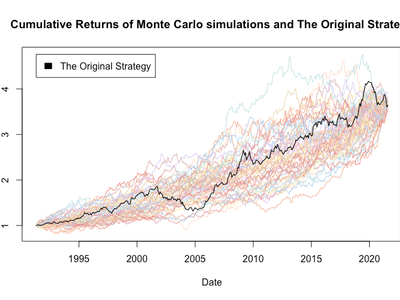 Cumulative Returns of Monte Carlo simulations and The Original Strate
The Original Strategy
4
3
2
1
1995 2000 2005 2010 2015 2020
Date